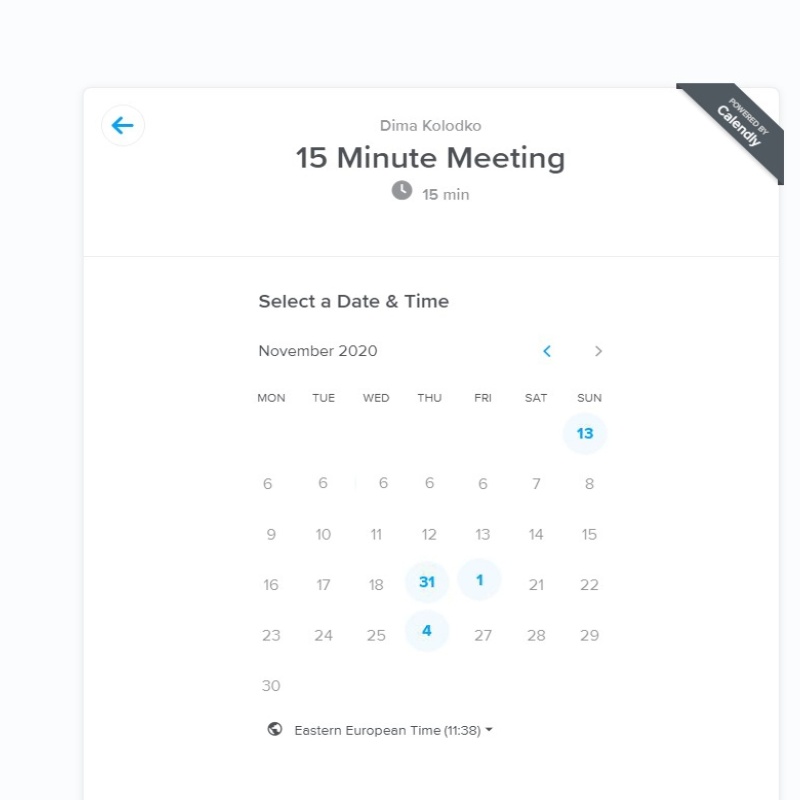 POWERED BY
Calendly
Dima Kolodko
15 Minute Meeting
15 min
Select a Date & Time
November 2020
MON TUE WED THU FRI SAT SUN
13
6 6 6 6 6 7 8
9 10 11 12 13 14 15
16 17 18 31 1 21 22
23 24 25 4 27 28 29
30
Eastern European Time (11:38)